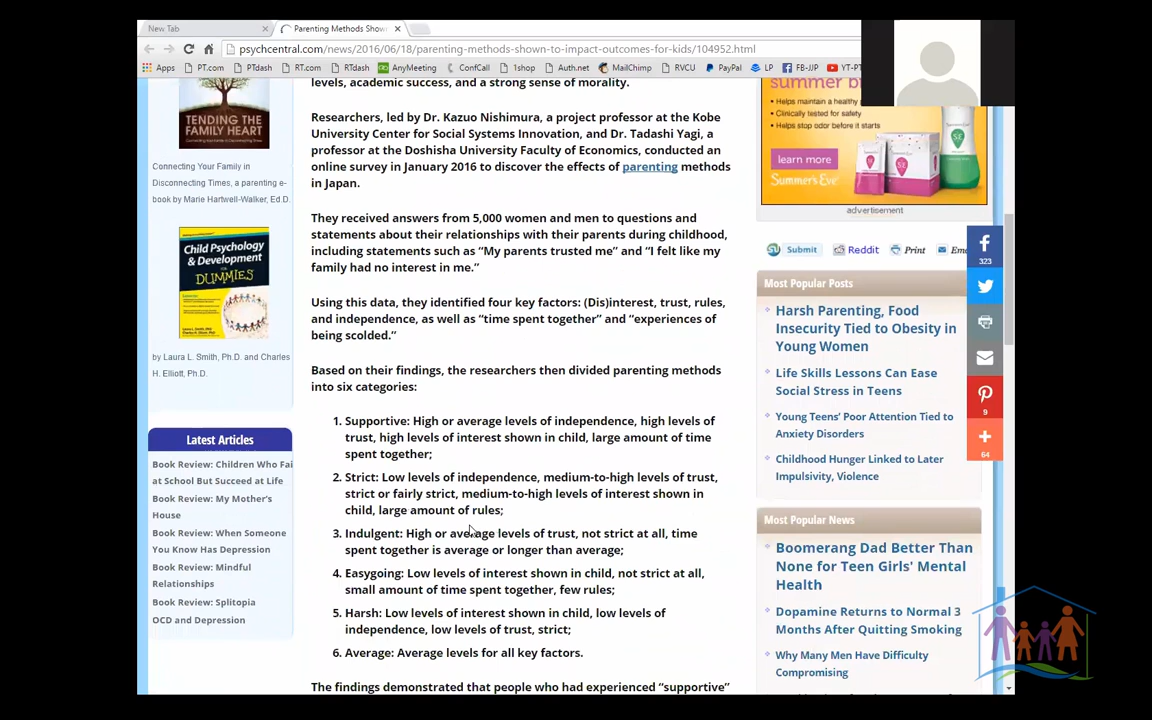 New Tab
Parenting Methods Show
psychcentral.com/news/2016/06/18/parenting-methods-shown-to-impact-outcomes-for-kids/104952.html
Apps
PT.com
PTdash
RT.com
RTdash
AnyMeeting
ConfCall
1shop
Auth.net
MailChimp
RVCU
PayPal
LP
FB-JJP
YT-PT
TENDING
THE
FAMILY HEART
Connecting Your Family in
Disconnecting Times, a parenting e-
book by Marie Hartwell-Walker, Ed.D.
Child Psychology
& Development
FOR
DUMMIES
by Laura L. Smith, Ph.D. and Charles
H. Elliott, Ph.D.
Latest Articles
Book Review: Children Who Fai
at School But Succeed at Life
Book Review: My Mother's
House
Book Review: When Someone
You Know Has Depression
Book Review: Mindful
Relationships
Book Review: Splitopia
OCD and Depression
levels, academic success, and a strong sense of morality.
Researchers, led by Dr. Kazuo Nishimura, a project professor at the Kobe
University Center for Social Systems Innovation, and Dr. Tadashi Yagi, a
professor at the Doshisha University Faculty of Economics, conducted an
online survey in January 2016 to discover the effects of parenting methods
in Japan.
They received answers from 5,000 women and men to questions and
statements about their relationships with their parents during childhood,
including statements such as “My parents trusted me” and “I felt like my
family had no interest in me.”
Using this data, they identified four key factors: (Dis)interest, trust, rules,
and independence, as well as “time spent together” and “experiences of
being scolded.”
Based on their findings, the researchers then divided parenting methods
into six categories:
1. Supportive: High or average levels of independence, high levels of
trust, high levels of interest shown in child, large amount of time
spent together;
2. Strict: Low levels of independence, medium-to-high levels of trust,
strict or fairly strict, medium-to-high levels of interest shown in
child, large amount of rules;
3. Indulgent: High or average levels of trust, not strict at all, time
spent together is average or longer than average;
4. Easygoing: Low levels of interest shown in child, not strict at all,
small amount of time spent together, few rules;
5. Harsh: Low levels of interest shown in child, low levels of
independence, low levels of trust, strict;
6. Average: Average levels for all key factors.
The findings demonstrated that people who had experienced “supportive”
summer b
• Helps maintain a healthy
• Clinically tested for safety
• Helps stop odor before it starts
learn more
Summer's Eve
advertisement
Submit
Reddit
Print
Ema
323
9
64
Most Popular Posts
Harsh Parenting, Food
Insecurity Tied to Obesity in
Young Women
Life Skills Lessons Can Ease
Social Stress in Teens
Young Teens' Poor Attention Tied to
Anxiety Disorders
Childhood Hunger Linked to Later
Impulsivity, Violence
Most Popular News
Boomerang Dad Better Than
None for Teen Girls' Mental
Health
Dopamine Returns to Normal 3
Months After Quitting Smoking
Why Many Men Have Difficulty
Compromising